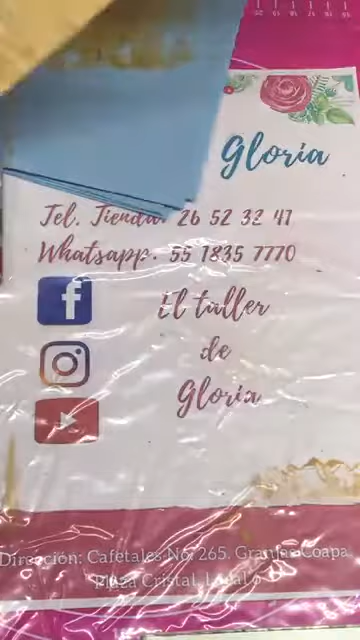 Gloria
Tel. Tienda. 26 52 32 41
Whatsapp. 55 1835 7770
El taller
de
Gloria
Dirección: Cafetales No. 265. Granjas Coapa.
Plaza Cristal, Local